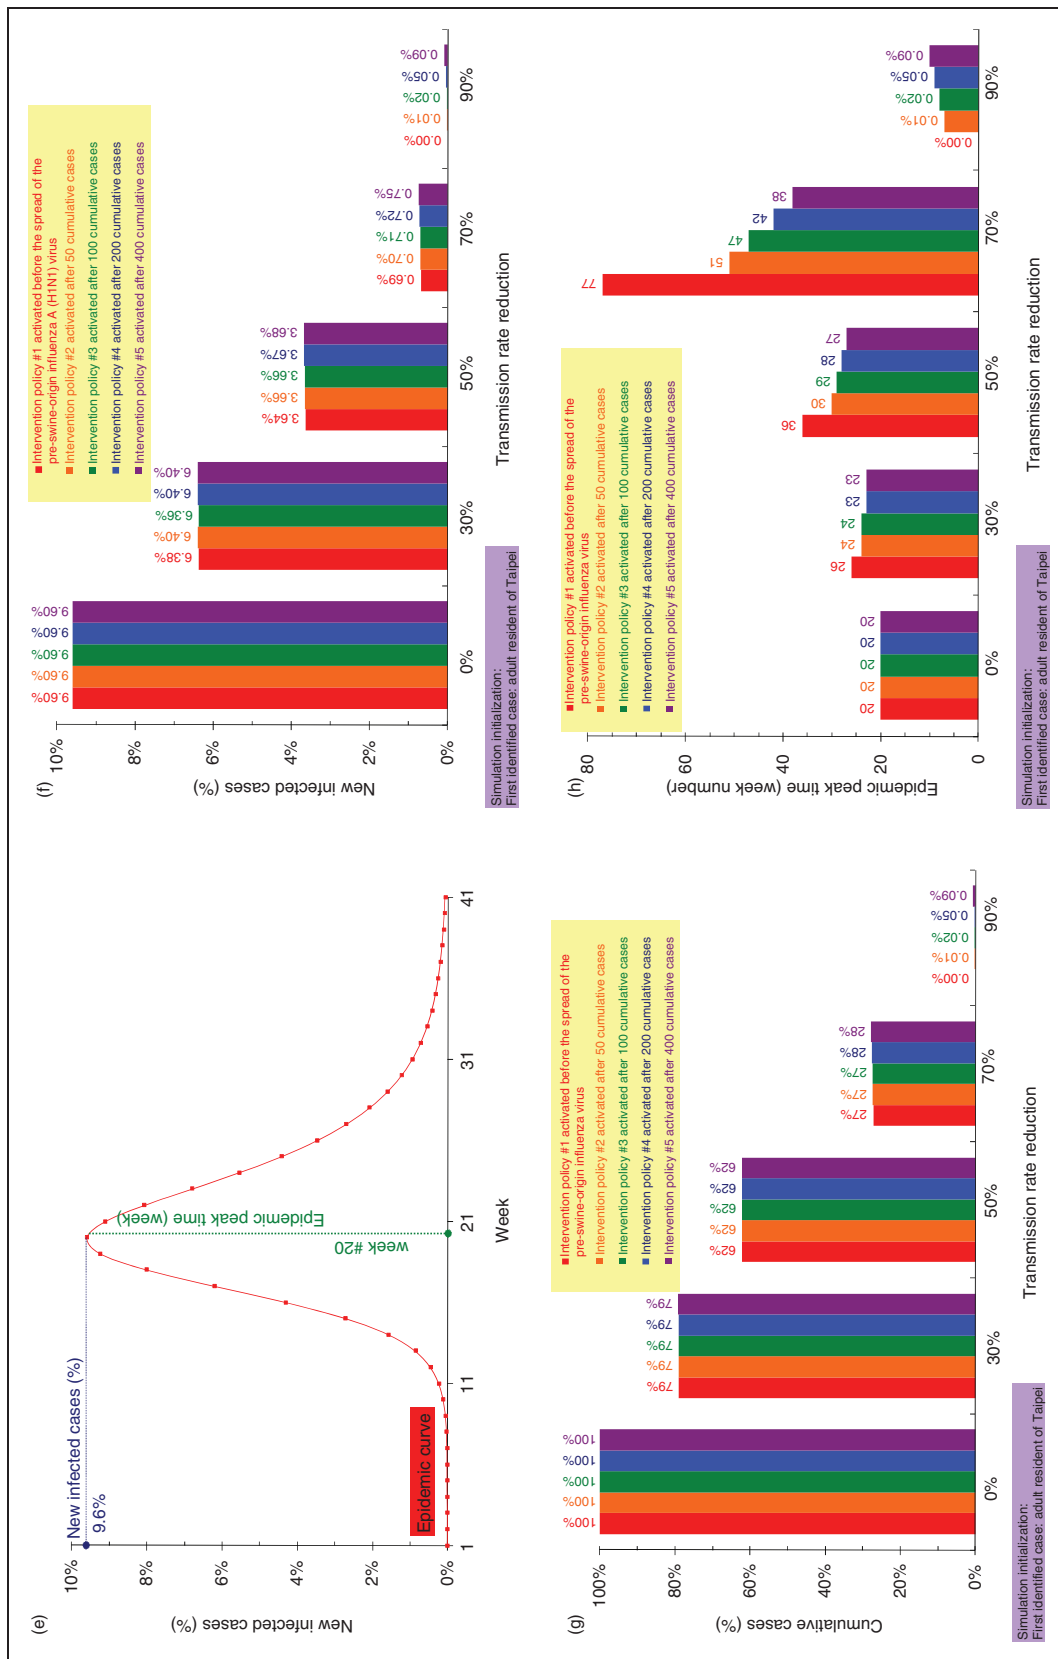 (e)
New infected cases (%)
10%
8%
6%
4%
2%
0%
New infected cases (%)
9.6%
Epidemic curve
Epidemic peak time (week)
week #20
1
11
21
31
41
Week
(f)
New infected cases (%)
10%
8%
6%
4%
2%
0%
Intervention policy #1 activated before the spread of the
pre-swine-origin influenza A (H1N1) virus
Intervention policy #2 activated after 50 cumulative cases
Intervention policy #3 activated after 100 cumulative cases
Intervention policy #4 activated after 200 cumulative cases
Intervention policy #5 activated after 400 cumulative cases
9.60%
9.60%
9.60%
9.60%
9.60%
6.38%
6.40%
6.36%
6.40%
6.40%
3.64%
3.66%
3.66%
3.67%
3.68%
0.69%
0.70%
0.71%
0.72%
0.75%
0.00%
0.01%
0.02%
0.05%
0.09%
0%
30%
50%
70%
90%
Transmission rate reduction
Simulation initialization:
First identified case: adult resident of Taipei
(g)
Cumulative cases (%)
100%
80%
60%
40%
20%
0%
Intervention policy #1 activated before the spread of the
pre-swine-origin influenza virus
Intervention policy #2 activated after 50 cumulative cases
Intervention policy #3 activated after 100 cumulative cases
Intervention policy #4 activated after 200 cumulative cases
Intervention policy #5 activated after 400 cumulative cases
100%
100%
100%
100%
100%
79%
79%
79%
79%
79%
62%
62%
62%
62%
62%
27%
27%
27%
28%
28%
0.00%
0.01%
0.02%
0.05%
0.09%
0%
30%
50%
70%
90%
Transmission rate reduction
Simulation initialization:
First identified case: adult resident of Taipei
(h)
Epidemic peak time (week number)
80
60
40
20
0
Intervention policy #1 activated before the spread of the
pre-swine-origin influenza virus
Intervention policy #2 activated after 50 cumulative cases
Intervention policy #3 activated after 100 cumulative cases
Intervention policy #4 activated after 200 cumulative cases
Intervention policy #5 activated after 400 cumulative cases
20
20
20
20
20
26
24
24
23
23
36
30
29
28
27
77
51
47
42
38
0.00%
0.01%
0.02%
0.05%
0.09%
0%
30%
50%
70%
90%
Transmission rate reduction
Simulation initialization:
First identified case: adult resident of Taipei